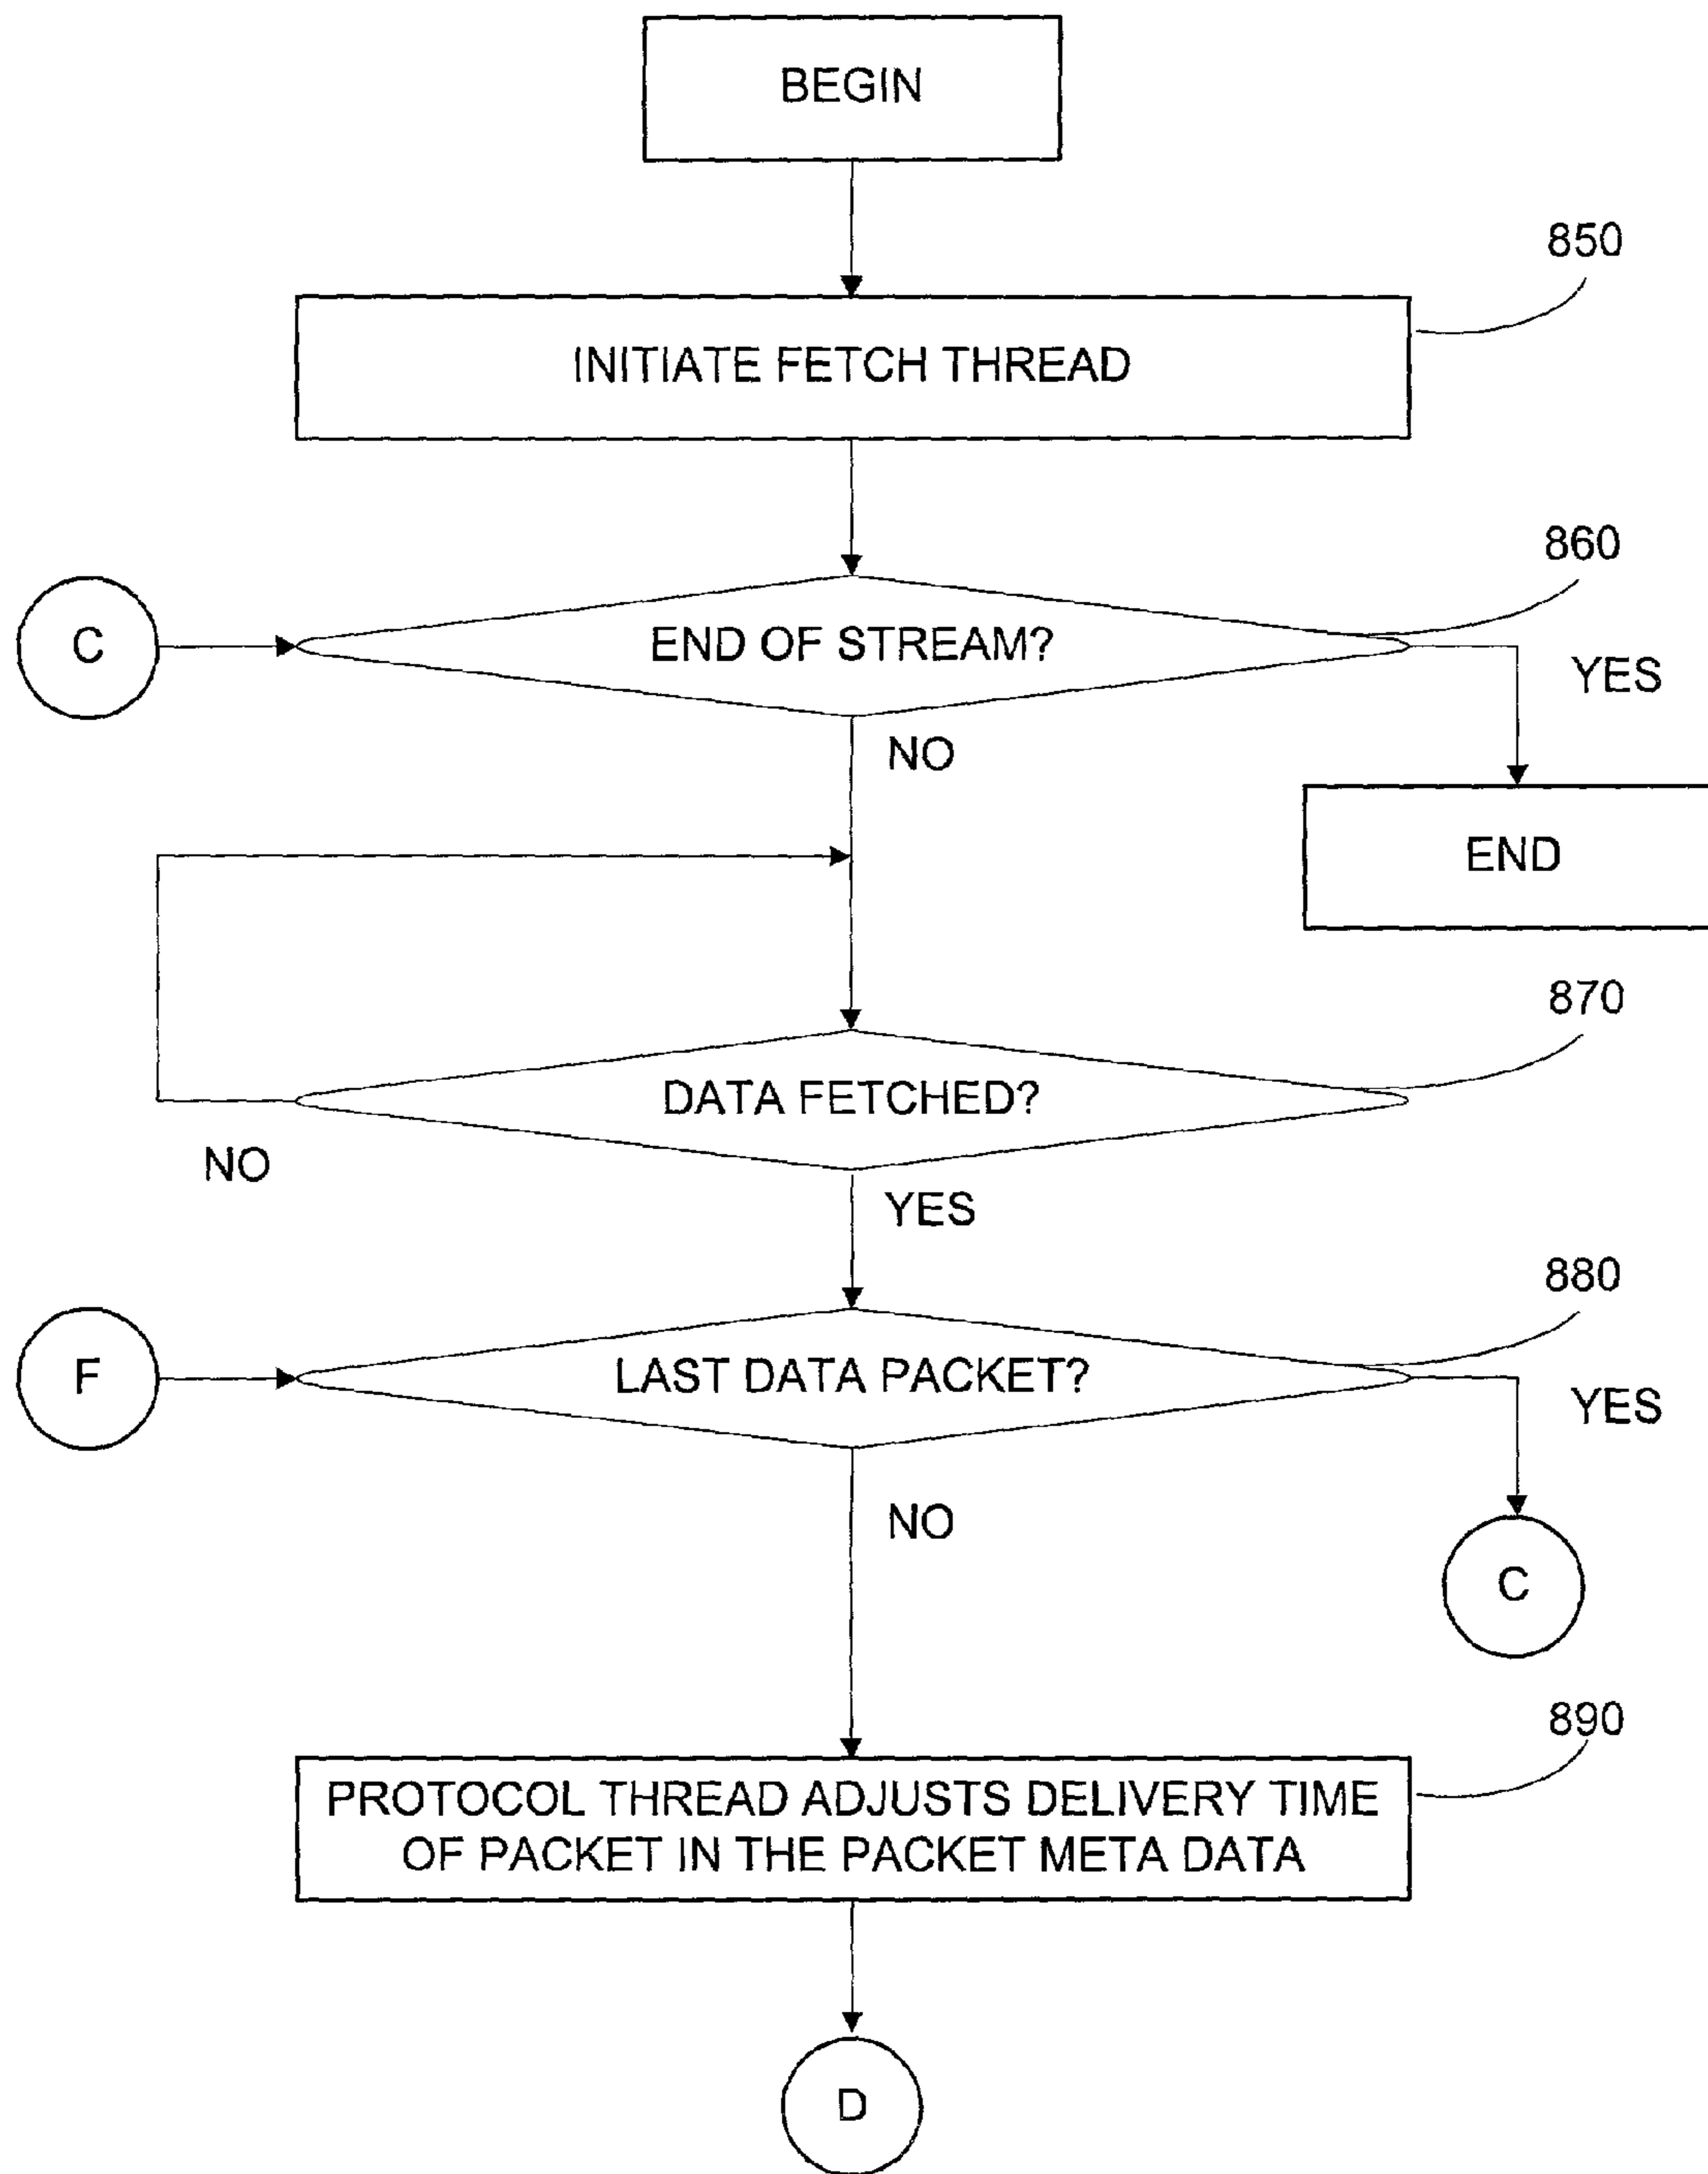 BEGIN
850
INITIATE FETCH THREAD
860
C
END OF STREAM?
YES
NO
END
870
DATA FETCHED?
NO
YES
880
F
LAST DATA PACKET?
YES
NO
C
890
PROTOCOL THREAD ADJUSTS DELIVERY TIME
OF PACKET IN THE PACKET META DATA
D